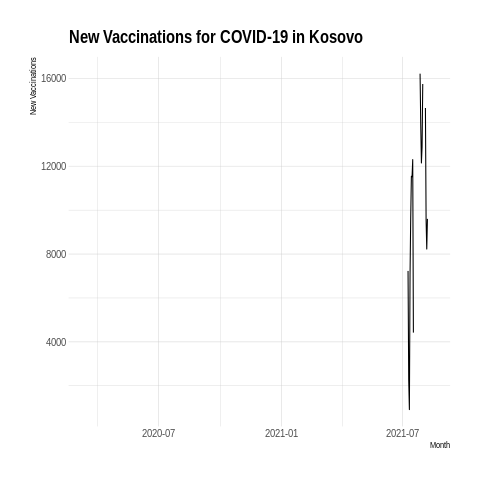 New Vaccinations for COVID-19 in Kosovo
New Vaccinations
16000
12000
8000
4000
2020-07
2021-01
2021-07
Month